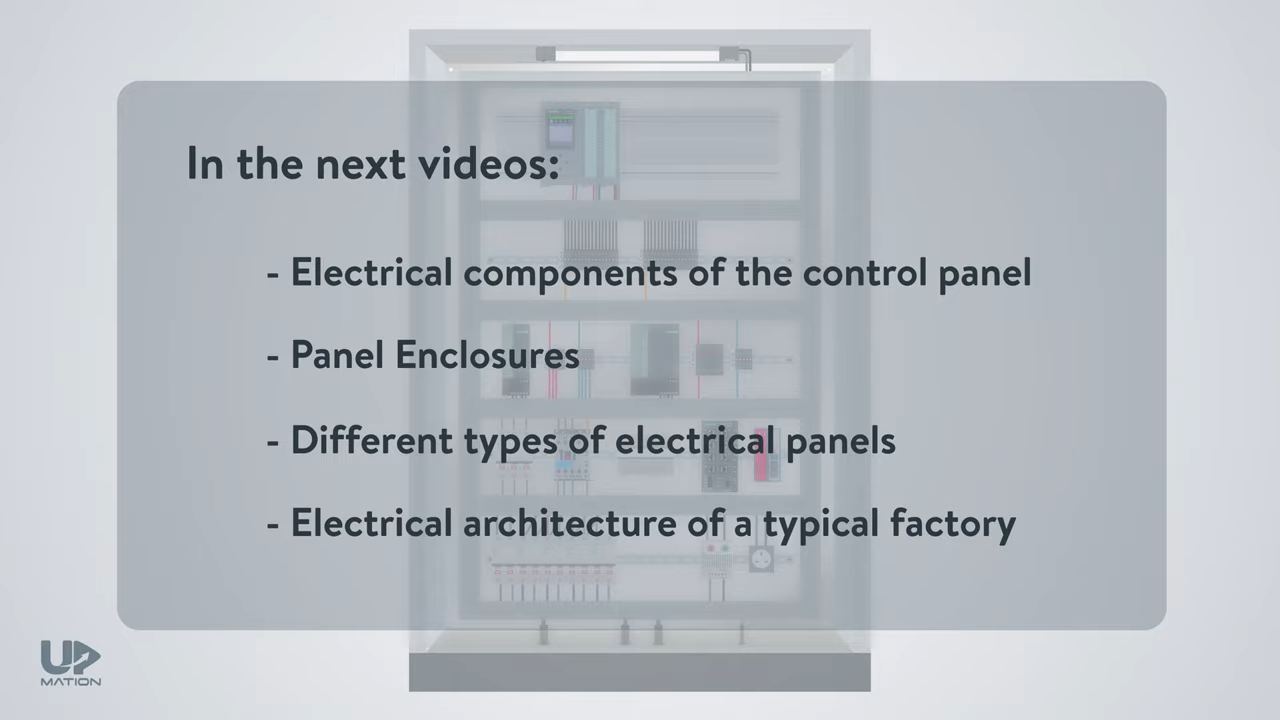 In the next videos:
- Electrical components of the control panel
- Panel Enclosures
- Different types of electrical panels
- Electrical architecture of a typical factory
UP
MATION